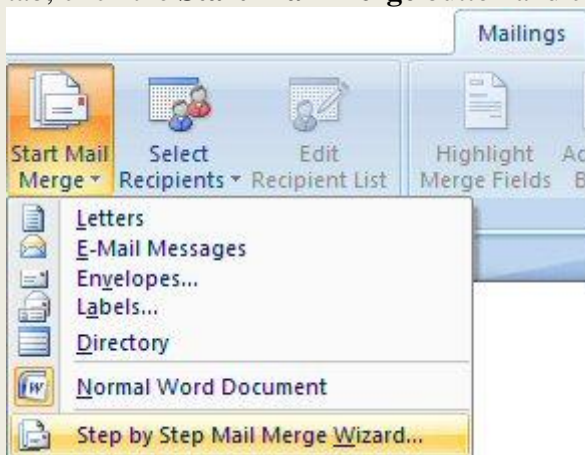 Mailings
Start Mail Merge
Select Recipients
Edit Recipient List
Highlight Merge Fields
Letters
E-Mail Messages
Envelopes...
Labels...
Directory
Normal Word Document
Step by Step Mail Merge Wizard...